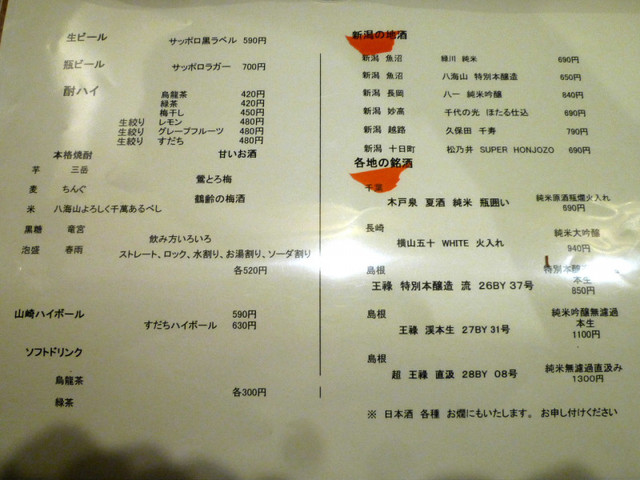 生ビール
サッポロ黒ラベル 590円
瓶ビール
サッポロラガー 700円
酎ハイ
烏龍茶 420円
緑茶 420円
梅干し 450円
生絞り レモン 480円
生絞り グレープフルーツ 480円
生絞り すだち 480円
本格焼酎 甘いお酒
芋 三岳
鶯とろ梅
麦 ちんぐ
鶴齢の梅酒
米 八海山よろしく千萬あるべし
黒糖 竜宮
飲み方いろいろ
泡盛 春雨
ストレート、ロック、水割り、お湯割り、ソーダ割り
各520円
山崎ハイボール 590円
すだちハイボール 630円
ソフトドリンク
烏龍茶
各300円
緑茶
新潟の地酒
新潟 魚沼 緑川 純米 690円
新潟 魚沼 八海山 特別本醸造 650円
新潟 長岡 八一 純米吟醸 640円
新潟 妙高 千代の光 ほたる仕込 690円
新潟 越路 久保田 千寿 790円
新潟 十日町 松乃井 SUPER HONJOZO 690円
各地の銘酒
千葉
木戸泉 夏酒 純米 瓶囲い
純米原酒瓶燗火入れ
690円
長崎
横山五十 WHITE 火入れ
純米大吟醸
940円
島根
王祿 特別本醸造 流 26BY 37号
特別本醸
本生
850円
島根
王祿 渓本生 27BY 31号
純米吟醸無濾過
本生
1100円
島根
超 王祿 直汲 28BY 08号
純米無濾過直汲み
1300円
※ 日本酒 各種 お燗にもいたします。 お申し付けください